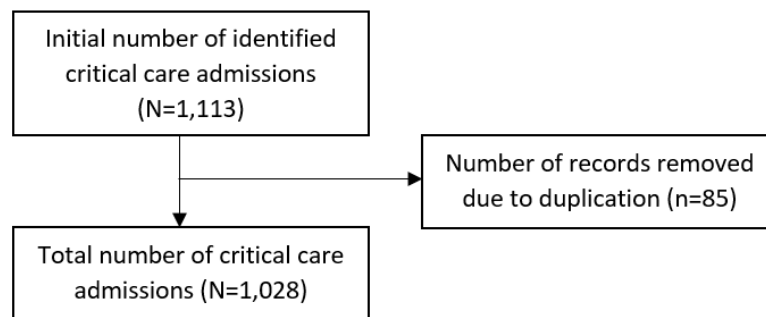 Initial number of identified
critical care admissions
(N=1,113)
Number of records removed
due to duplication (n=85)
Total number of critical care
admissions (N=1,028)